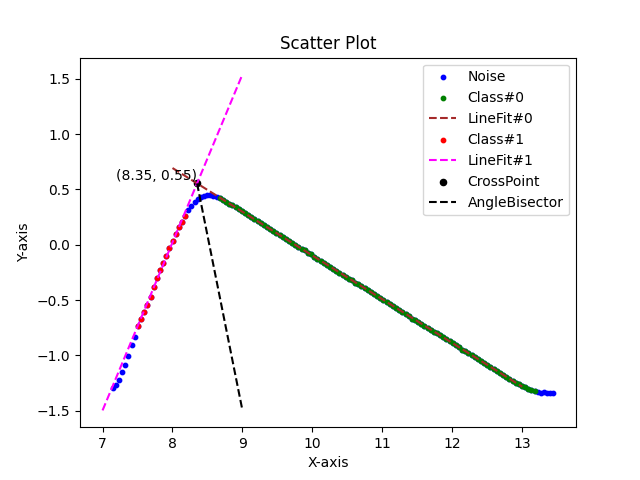 Scatter Plot
Noise
Class#0
LineFit#0
Class#1
LineFit#1
CrossPoint
AngleBisector
(8.35, 0.55)
Y-axis
1.5
1.0
0.5
0.0
−0.5
−1.0
−1.5
7 8 9 10 11 12 13
X-axis